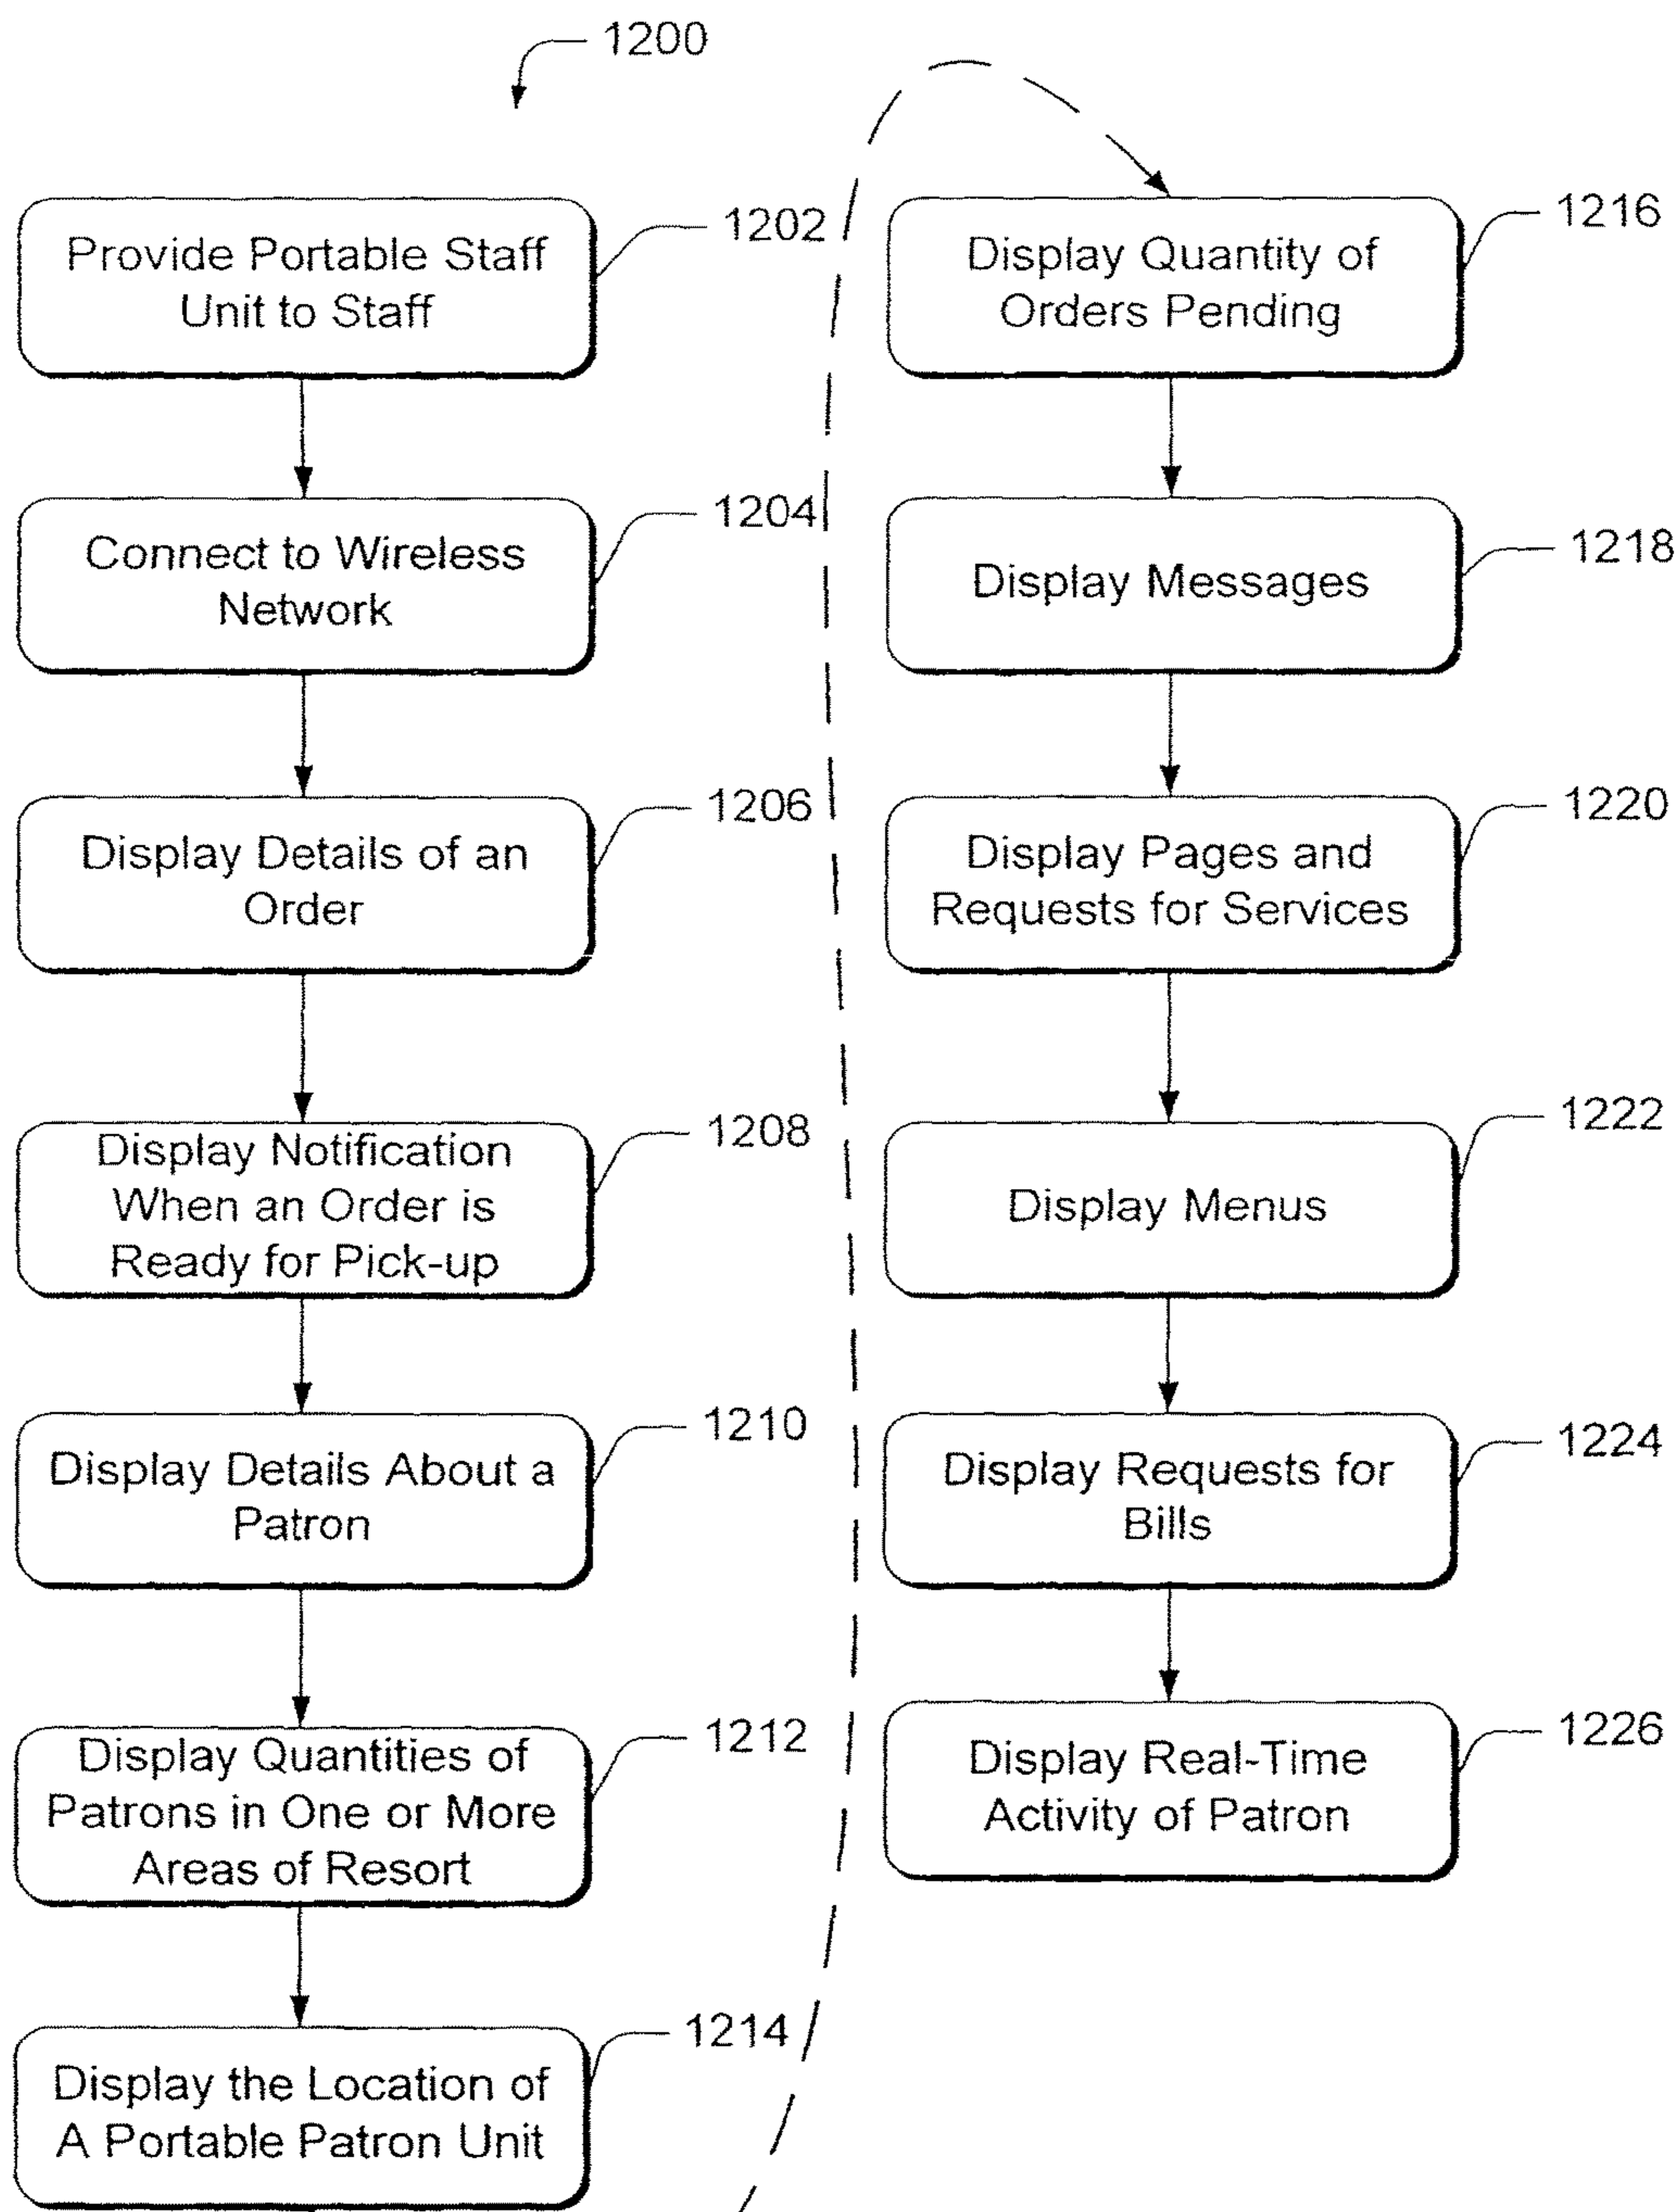 1200
Provide Portable Staff
Unit to Staff
1202
Connect to Wireless
Network
1204
Display Details of an
Order
1206
Display Notification
When an Order is
Ready for Pick-up
1208
Display Details About a
Patron
1210
Display Quantities of
Patrons in One or More
Areas of Resort
1212
Display the Location of
A Portable Patron Unit
1214
Display Quantity of
Orders Pending
1216
Display Messages
1218
Display Pages and
Requests for Services
1220
Display Menus
1222
Display Requests for
Bills
1224
Display Real-Time
Activity of Patron
1226